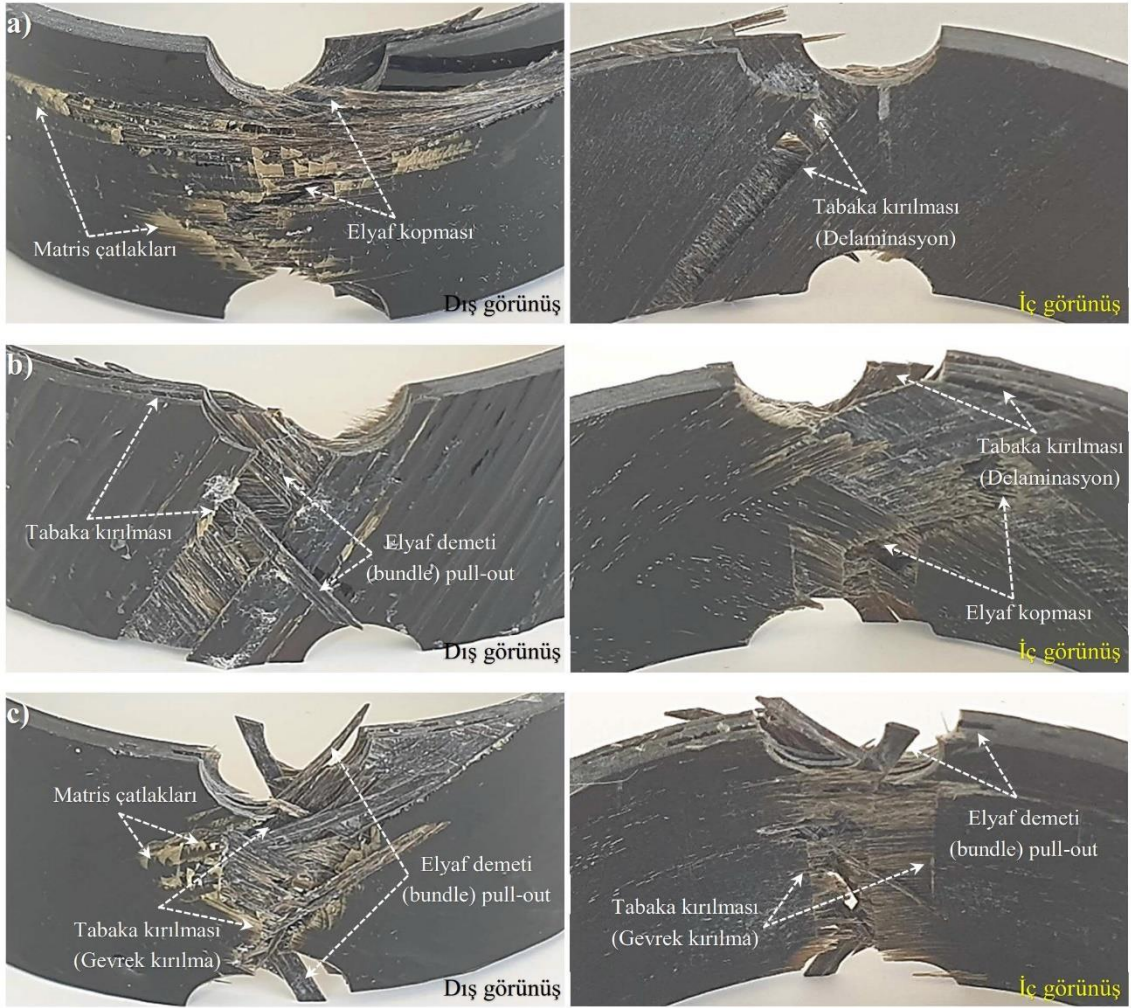 a)
Matris çatlakları
Elyaf kopması
Dış görünüş
Tabaka kırılması
(Delaminasyon)
İç görünüş
b)
Tabaka kırılması
Elyaf demeti
(bundle) pull-out
Dış görünüş
Tabaka kırılması
(Delaminasyon)
Elyaf kopması
İç görünüş
c)
Matris çatlakları
Elyaf demeti
(bundle) pull-out
Tabaka kırılması
(Gevrek kırılma)
Dış görünüş
Elyaf demeti
(bundle) pull-out
Tabaka kırılması
(Gevrek kırılma)
İç görünüş